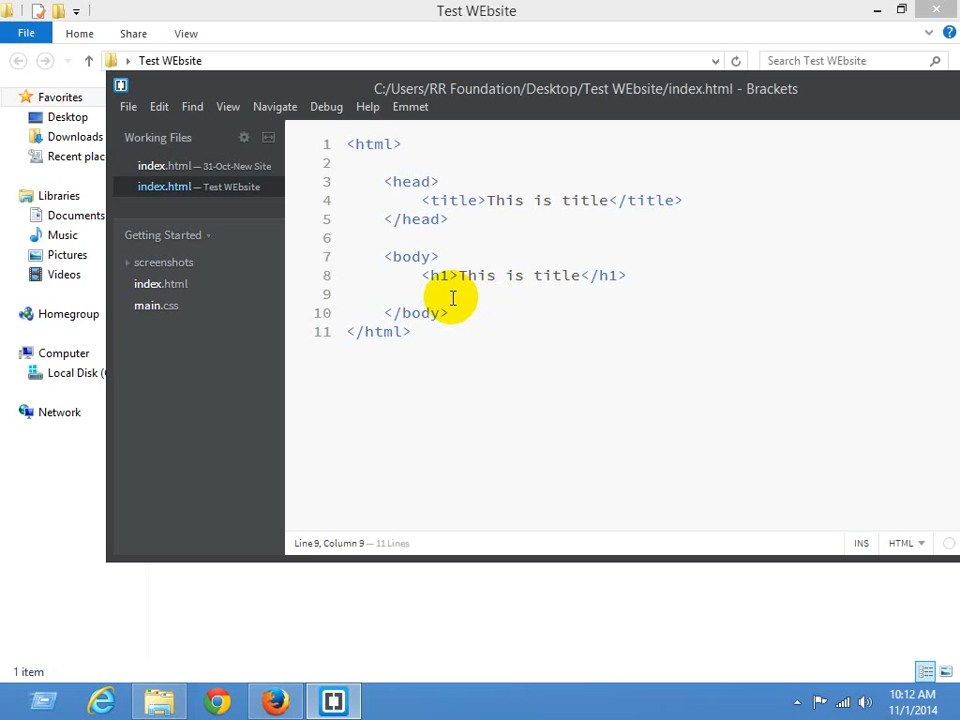 Test WEbsite
File Home Share View
Test WEbsite
Search Test WEbsite
C:/Users/RR Foundation/Desktop/Test WEbsite/index.html - Brackets
File Edit Find View Navigate Debug Help Emmet
Favorites
Desktop
Downloads
Recent plac
Libraries
Documents
Music
Pictures
Videos
Homegroup
Computer
Local Disk (
Network
Working Files
index.html — 31-Oct-New Site
index.html — Test WEbsite
Getting Started
screenshots
index.html
main.css
1 <html>
2
3 <head>
4 <title>This is title</title>
5 </head>
6
7 <body>
8 <h1>This is title</h1>
9
10 </body>
11 </html>
Line 9, Column 9 — 11 Lines
INS HTML
1 item
10:12 AM
11/1/2014